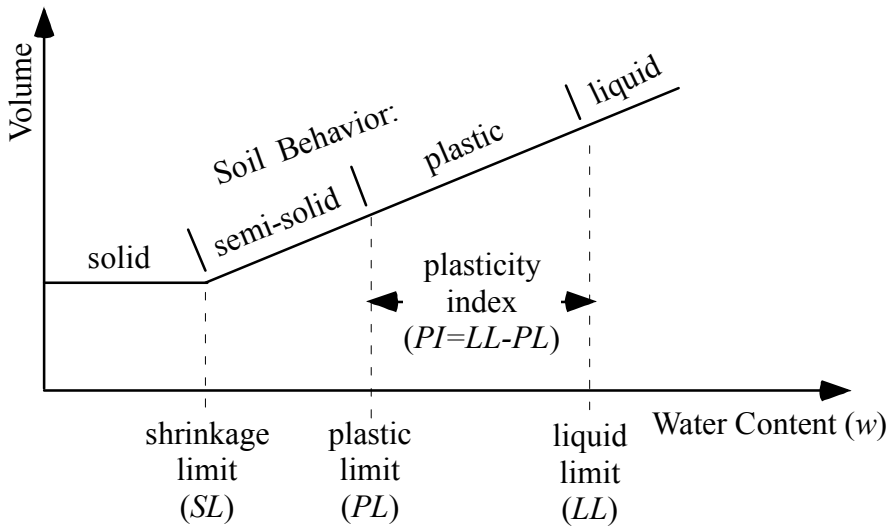 Volume
Soil Behavior:
solid
semi-solid
plastic
liquid
plasticity
index
(PI=LL-PL)
Water Content (w)
shrinkage
limit
(SL)
plastic
limit
(PL)
liquid
limit
(LL)